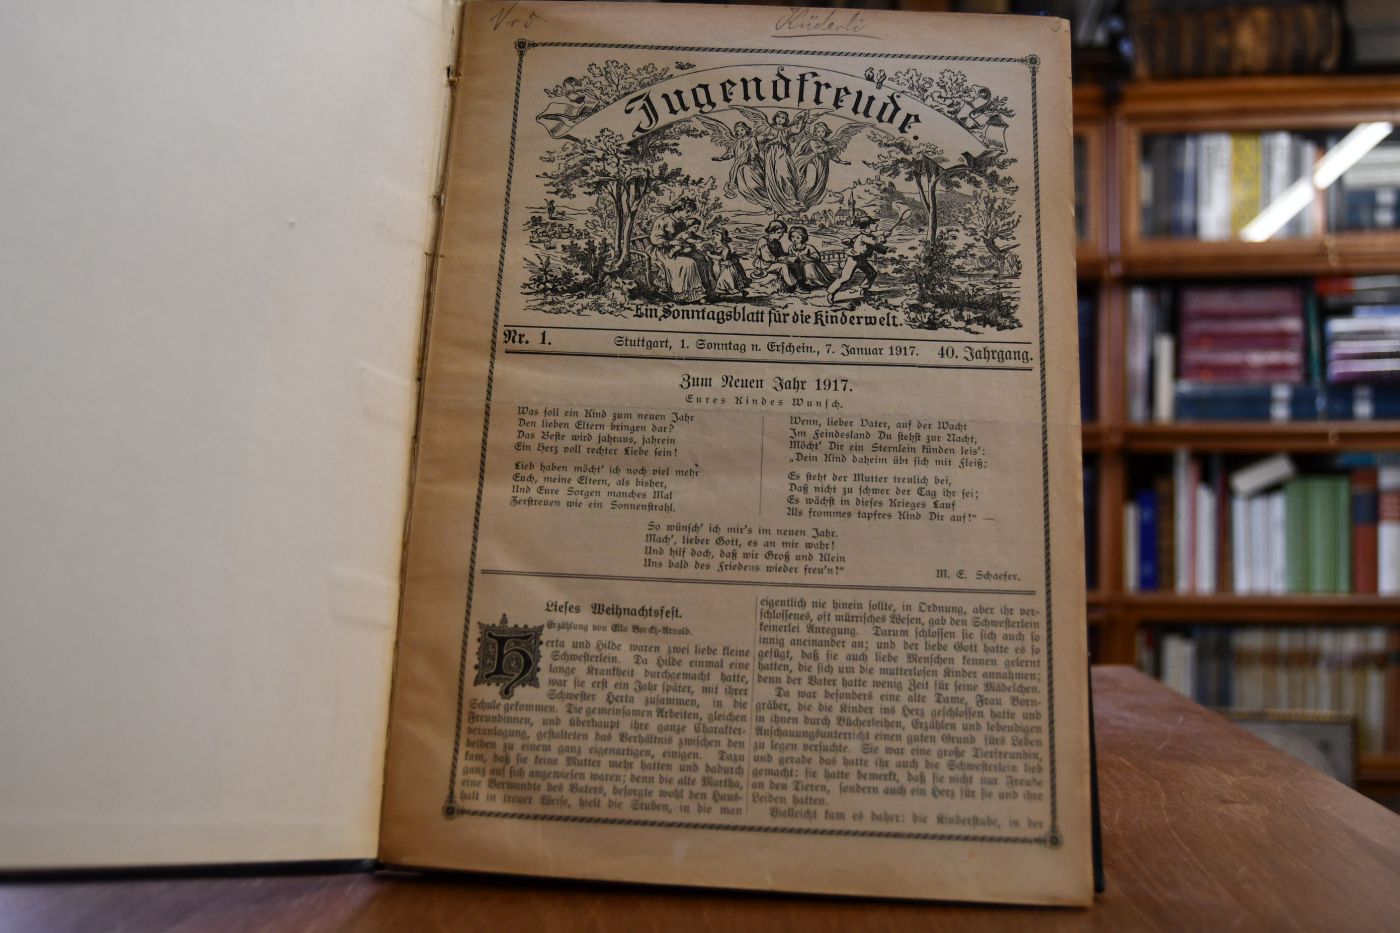 Nr 5.
Küderli
5.
Jugendfreude.
Ein Sonntagsblatt für die Kinderwelt.
Nr. 1.
Stuttgart, 1. Sonntag n. Erschein., 7. Januar 1917.
40. Jahrgang.
Zum Neuen Jahr 1917.
Eures Kindes Wunsch.
Was soll ein Kind zum neuen Jahr
Den lieben Eltern bringen dar?
Das Beste wird jahraus, jahrein
Ein Herz voll rechter Liebe sein!
Lieb haben möcht' ich noch viel mehr
Euch, meine Eltern, als bisher,
Und Eure Sorgen manches Mal
Zerstreuen wie ein Sonnenstrahl.
Wenn, lieber Vater, auf der Wacht
Im Feindesland Du stehst zur Nacht,
Möcht' Dir ein Sternlein künden leis':
„Dein Kind daheim übt sich mit Fleiß;
Es steht der Mutter treulich bei,
Daß nicht zu schwer der Tag ihr sei;
Es wächst in dieses Krieges Lauf
Als frommes tapfres Kind Dir auf!“ —
So wünsch' ich mir's im neuen Jahr.
Mach', lieber Gott, es an mir wahr!
Und hilf doch, daß wir Groß und Klein
Uns bald des Friedens wieder freu'n!“
M. E. Schaefer.
Lieses Weihnachtsfest.
Erzählung von Ella Boeckh-Arnold.
Herta und Hilde waren zwei liebe kleine
Schwesterlein. Da Hilde einmal eine
lange Krankheit durchgemacht hatte,
war sie erst ein Jahr später, mit ihrer
Schwester Herta zusammen, in die
Schule gekommen. Die gemeinsamen Arbeiten, gleichen
Freundinnen, und überhaupt ihre ganze Charakter-
veranlagung, gestalteten das Verhältnis zwischen den
beiden zu einem ganz eigenartigen, einigen. Dazu
kam, daß sie keine Mutter mehr hatten und dadurch
ganz auf sich angewiesen waren; denn die alte Martha,
eine Verwandte des Vaters, besorgte wohl den Haus-
halt in treuer Weise, hielt die Stuben, in die man
eigentlich nie hinein sollte, in Ordnung, aber ihr ver-
schlossenes, oft mürrisches Wesen, gab den Schwesterlein
keinerlei Anregung. Darum schlossen sie sich auch so
innig aneinander an; und der liebe Gott hatte es so
gefügt, daß sie auch liebe Menschen kennen gelernt
hatten, die sich um die mutterlosen Kinder annahmen;
denn der Vater hatte wenig Zeit für seine Mädelchen.
Da war besonders eine alte Dame, Frau Born-
gräber, die die Kinder ins Herz geschlossen hatte und
in ihnen durch Bücherleihen, Erzählen und lebendigen
Anschauungsunterricht einen guten Grund fürs Leben
zu legen versuchte. Sie war eine große Tierfreundin,
und gerade das hatte ihr auch die Schwesterlein lieb
gemacht: sie hatte bemerkt, daß sie nicht nur Freude
an den Tieren, sondern auch ein Herz für sie und ihre
Leiden hatten.
Vielleicht kam es daher: die Kinderstube, in der